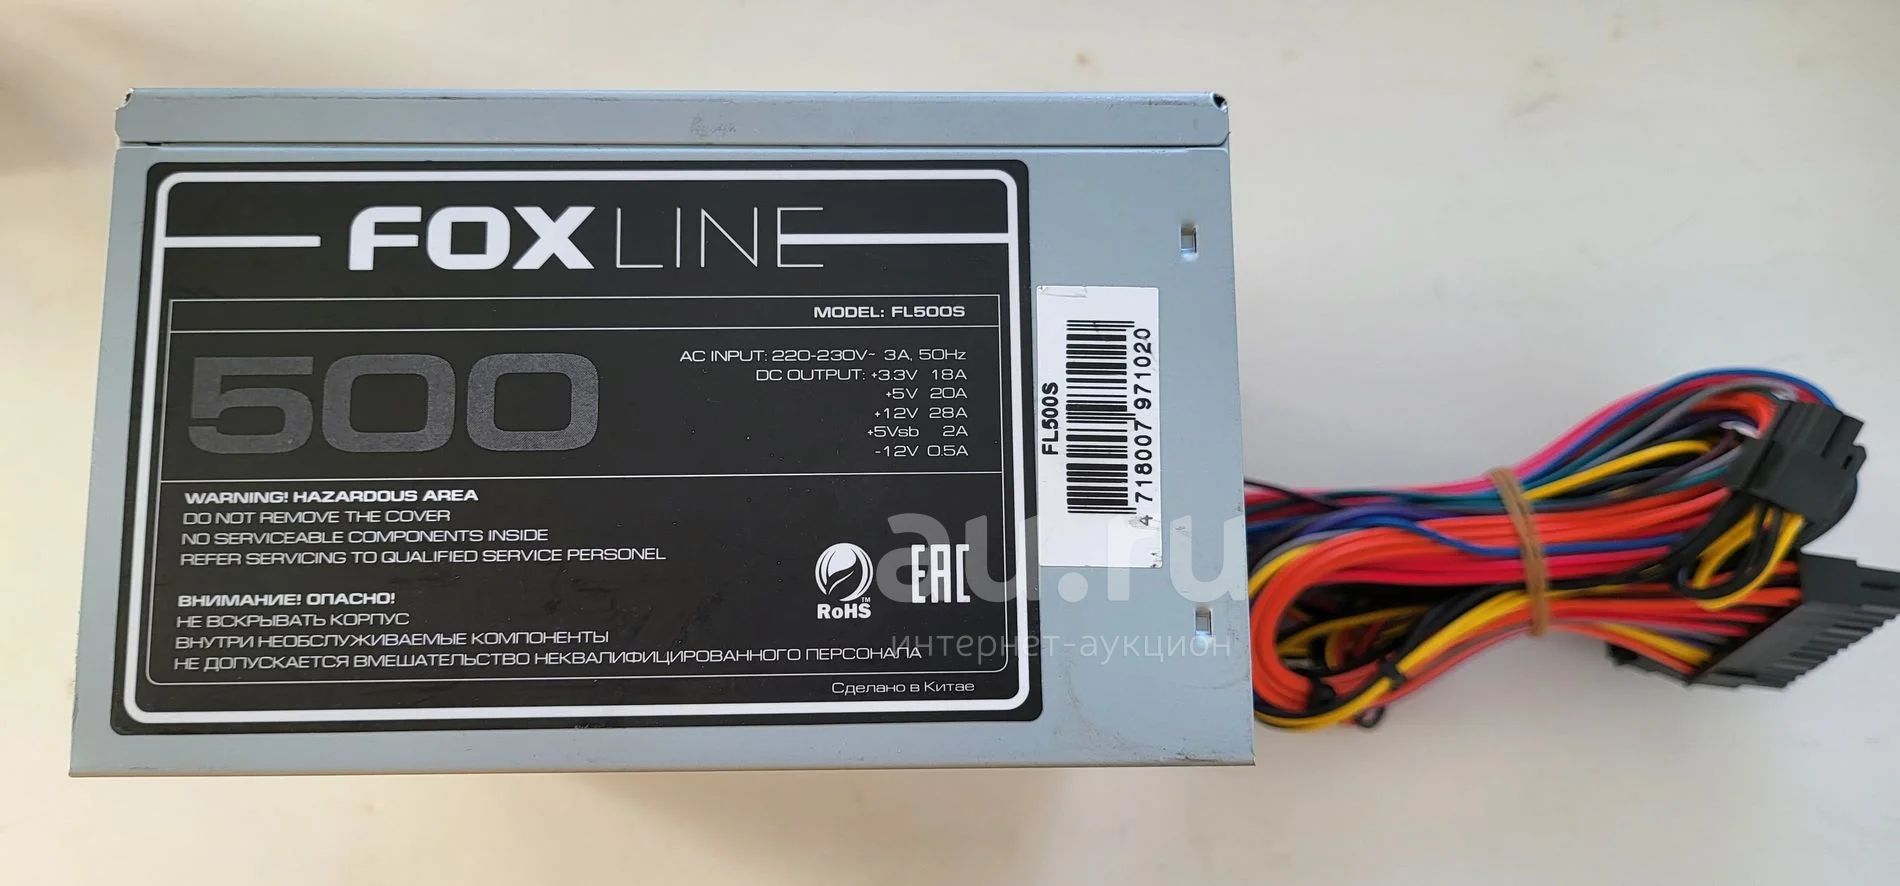 FOXLINE
MODEL: FL500S
500
AC INPUT: 220-230V~ 3A, 50Hz
DC OUTPUT: +3.3V 18A
+5V 20A
+12V 28A
+5Vsb 2A
-12V 0.5A
WARNING! HAZARDOUS AREA
DO NOT REMOVE THE COVER
NO SERVICEABLE COMPONENTS INSIDE
REFER SERVICING TO QUALIFIED SERVICE PERSONEL
ВНИМАНИЕ! ОПАСНО!
НЕ ВСКРЫВАТЬ КОРПУС
ВНУТРИ НЕОБСЛУЖИВАЕМЫЕ КОМПОНЕНТЫ
НЕ ДОПУСКАЕТСЯ ВМЕШАТЕЛЬСТВО НЕКВАЛИФИЦИРОВАННОГО ПЕРСОНАЛА
Сделано в Китае
RoHS™
EAC
FL500S
4 718007 971020
au.ru
интернет-аукцион